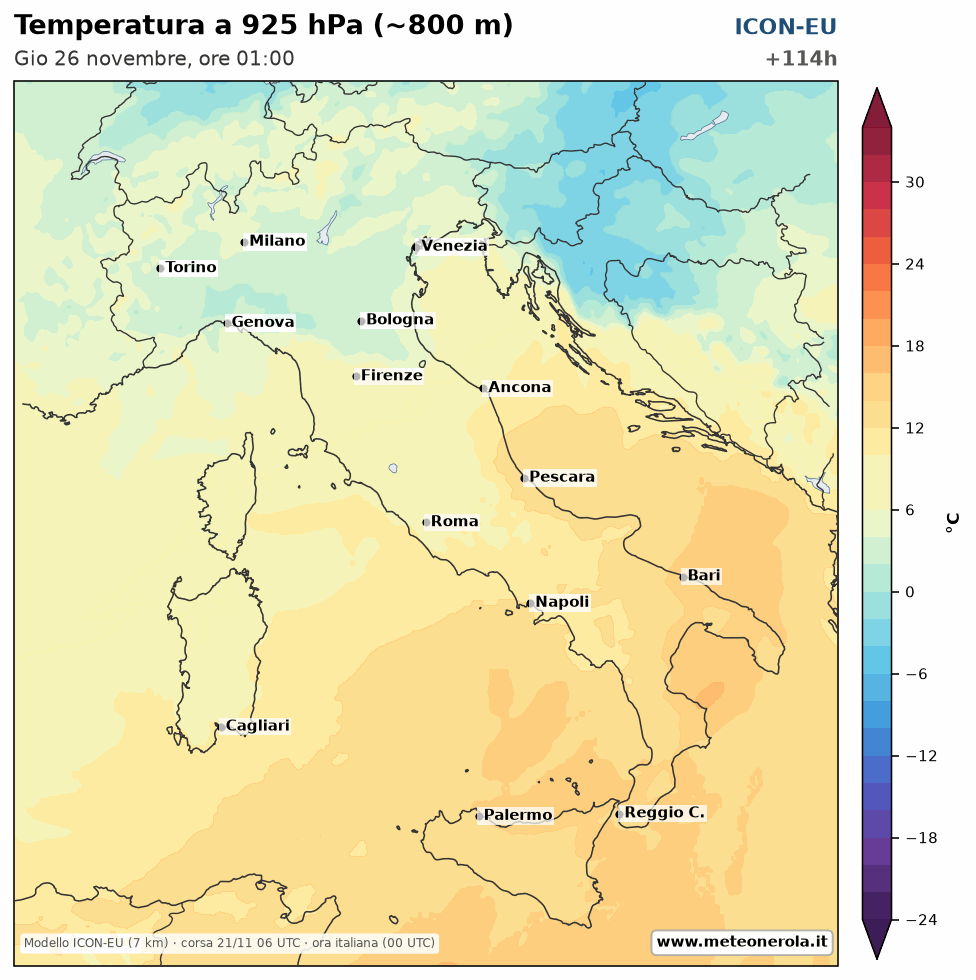 Temperatura a 925 hPa (~800 m)
ICON-EU
Gio 26 novembre, ore 01:00
+114h
Milano
Venezia
Torino
Genova
Bologna
Firenze
Ancona
Pescara
Roma
Bari
Napoli
Cagliari
Palermo
Reggio C.
30
24
18
12
6
0
−6
−12
−18
−24
°C
Modello ICON-EU (7 km) · corsa 21/11 06 UTC · ora italiana (00 UTC)
www.meteonerola.it